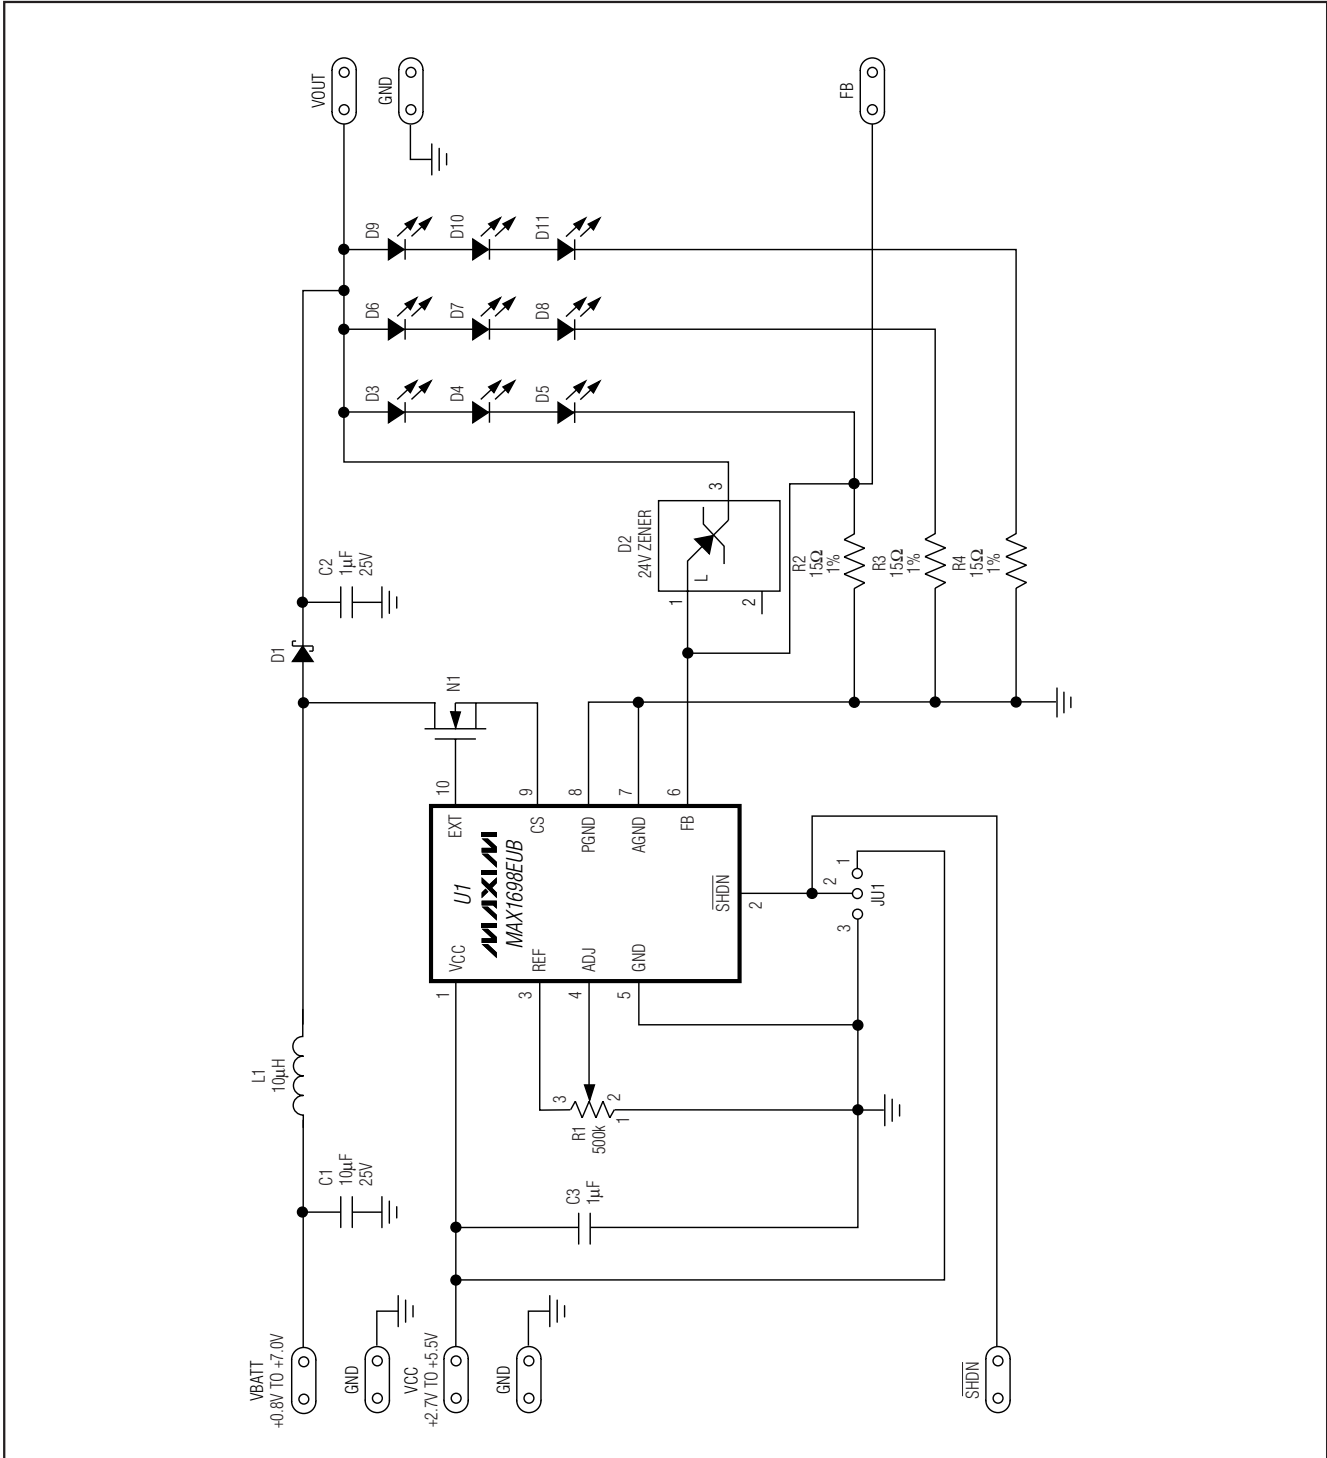 VOUT
GND
FB
D9
D10
D11
D6
D7
D8
D3
D4
D5
C2
1µF
25V
D1
D2
24V ZENER
3
L
1
2
R2
15Ω
1%
R3
15Ω
1%
R4
15Ω
1%
N1
10
9
8
7
6
EXT
CS
PGND
AGND
FB
U1
MAXIM
MAX1698EUB
SHDN
2
VCC
REF
ADJ
GND
1
3
4
5
1
2
3
JU1
L1
10µH
3
2
1
R1
500k
C1
10µF
25V
C3
1µF
VBATT
+0.8V TO +7.0V
GND
VCC
+2.7V TO +5.5V
GND
SHDN